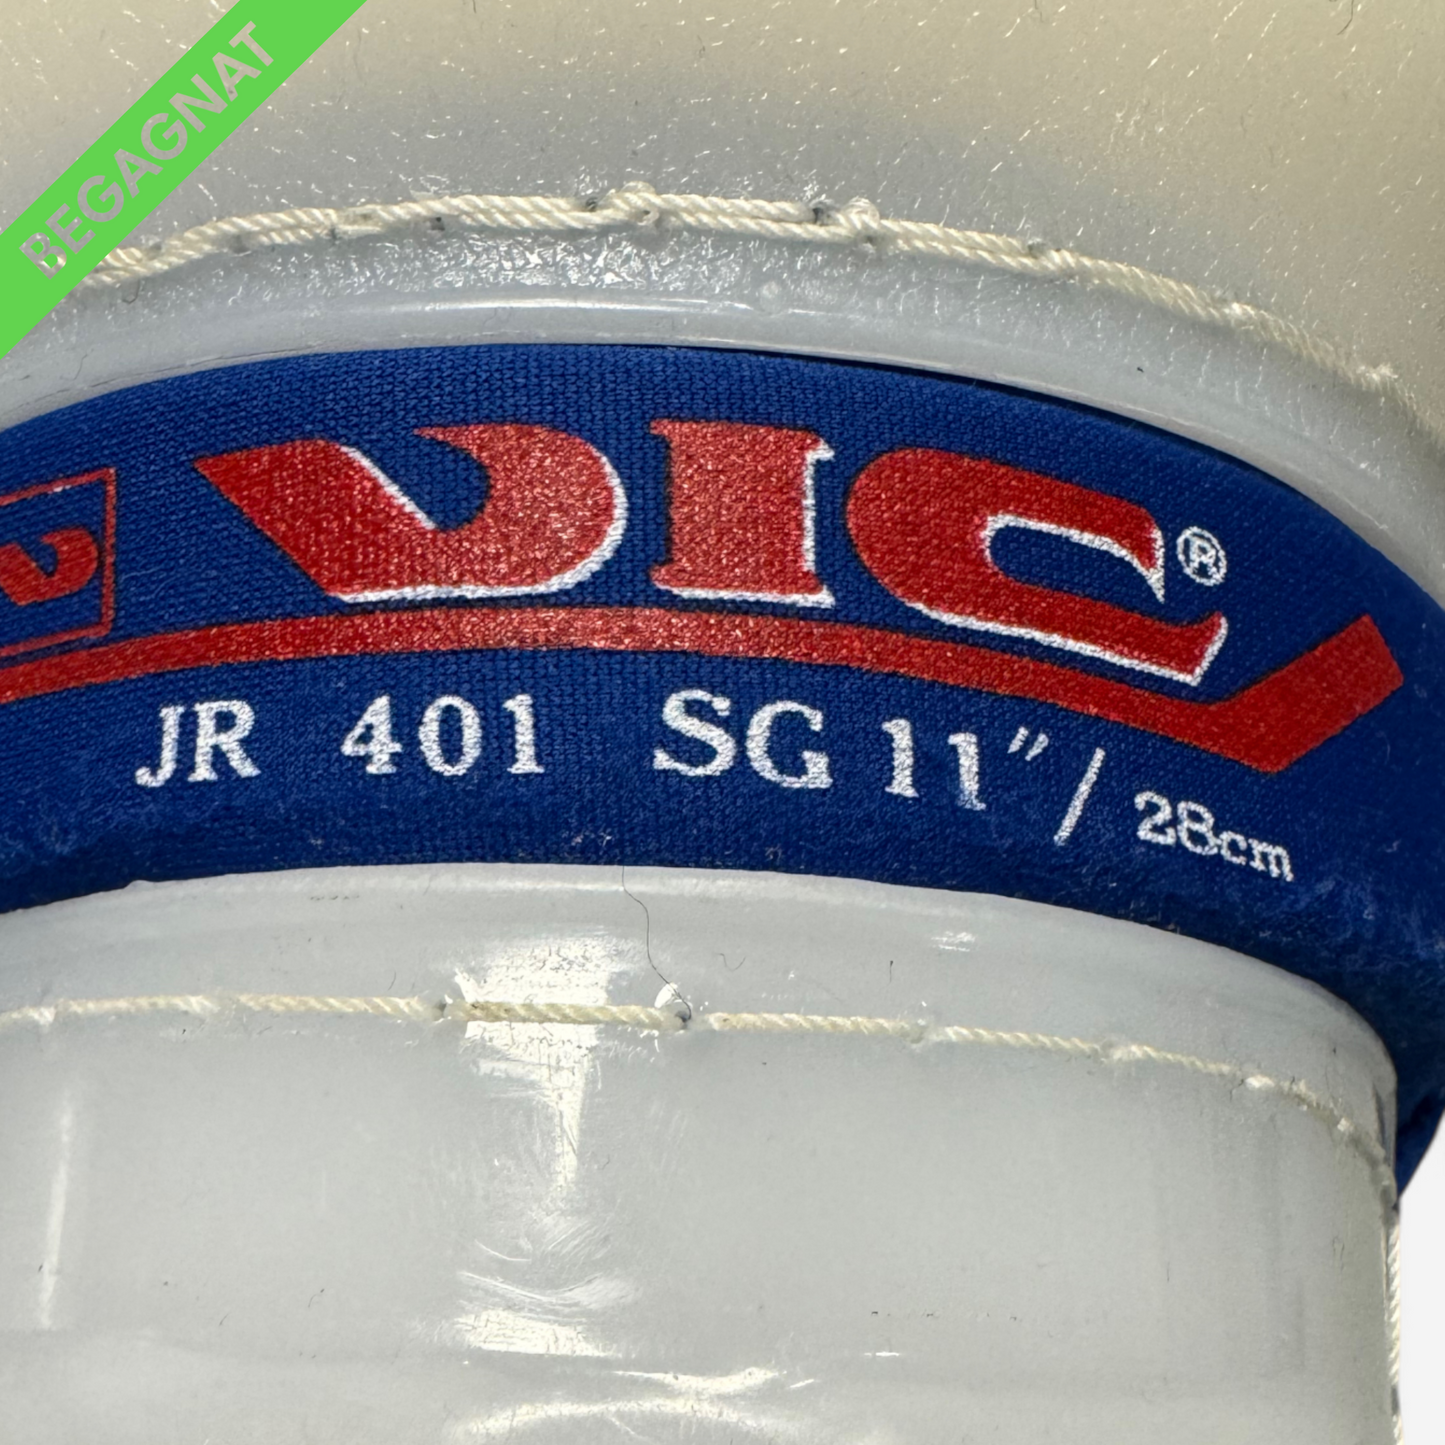 BEGAGNAT
VIC®
JR 401 SG 11"/28cm